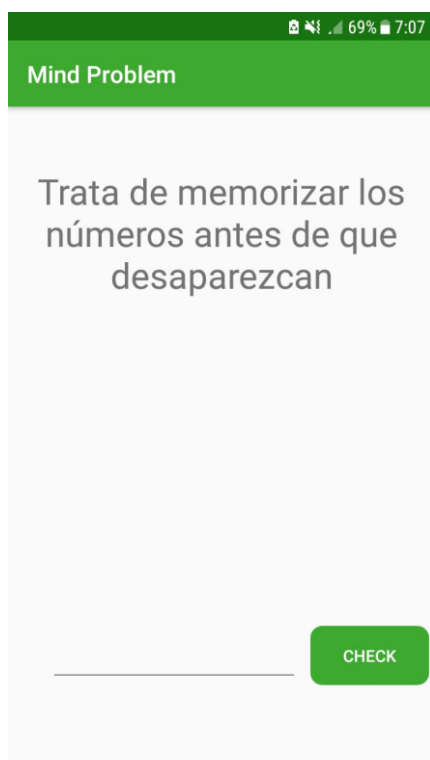 69% 7:07
Mind Problem
Trata de memorizar los
números antes de que
desaparezcan
CHECK